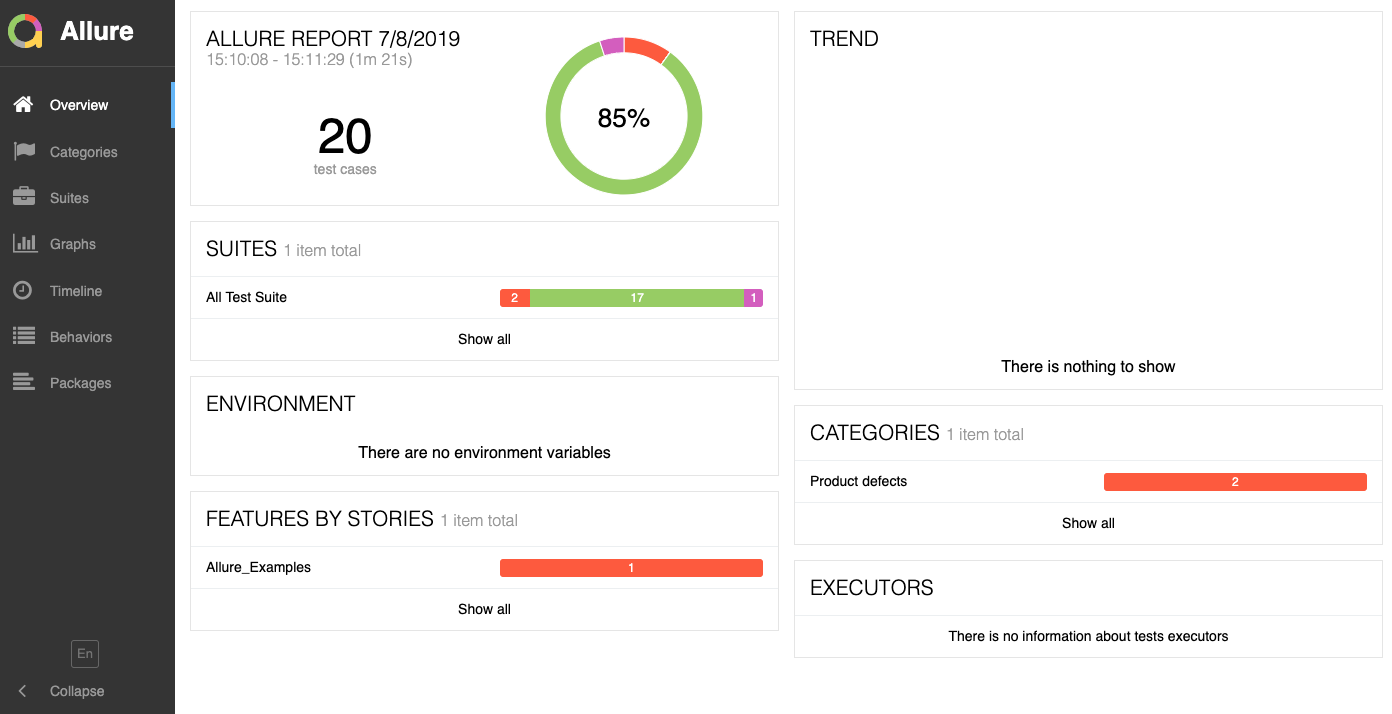 Allure
Overview
Categories
Suites
Graphs
Timeline
Behaviors
Packages
En
Collapse
ALLURE REPORT 7/8/2019
15:10:08 - 15:11:29 (1m 21s)
20
test cases
85%
SUITES 1 item total
All Test Suite 2 17 1
Show all
ENVIRONMENT
There are no environment variables
FEATURES BY STORIES 1 item total
Allure_Examples 1
Show all
TREND
There is nothing to show
CATEGORIES 1 item total
Product defects 2
Show all
EXECUTORS
There is no information about tests executors